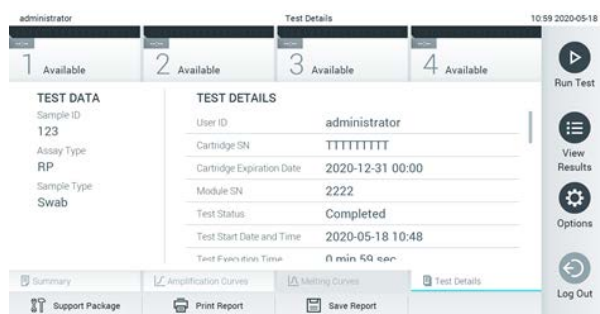 administrator
Test Details
10:59 2020-05-18
1 Available
2 Available
3 Available
4 Available
Run Test
View
Results
Options
Log Out
TEST DATA
Sample ID
123
Assay Type
RP
Sample Type
Swab
TEST DETAILS
User ID administrator
Cartridge SN TTTTTTTTT
Cartridge Expiration Date 2020-12-31 00:00
Module SN 2222
Test Status Completed
Test Start Date and Time 2020-05-18 10:48
Test Execution Time 0 min 59 sec
Summary
Amplification Curves
Melting Curves
Test Details
Support Package
Print Report
Save Report